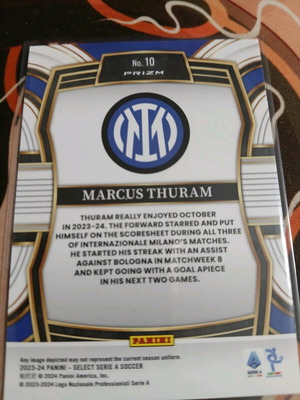 No. 10
PRIZM
MARCUS THURAM
THURAM REALLY ENJOYED OCTOBER
IN 2023-24. THE FORWARD STARRED AND PUT
HIMSELF ON THE SCORESHEET DURING ALL THREE
OF INTERNAZIONALE MILANO'S MATCHES.
HE STARTED HIS STREAK WITH AN ASSIST
AGAINST BOLOGNA IN MATCHWEEK 8
AND KEPT GOING WITH A GOAL APIECE
IN HIS NEXT TWO GAMES.
PANINI
Any image depicted may not represent the current season uniform.
2023-24 PANINI – SELECT SERIE A SOCCER
© 2024 Panini America, Inc.
© 2023-2024 Lega Nazionale Professionisti Serie A
SERIE A